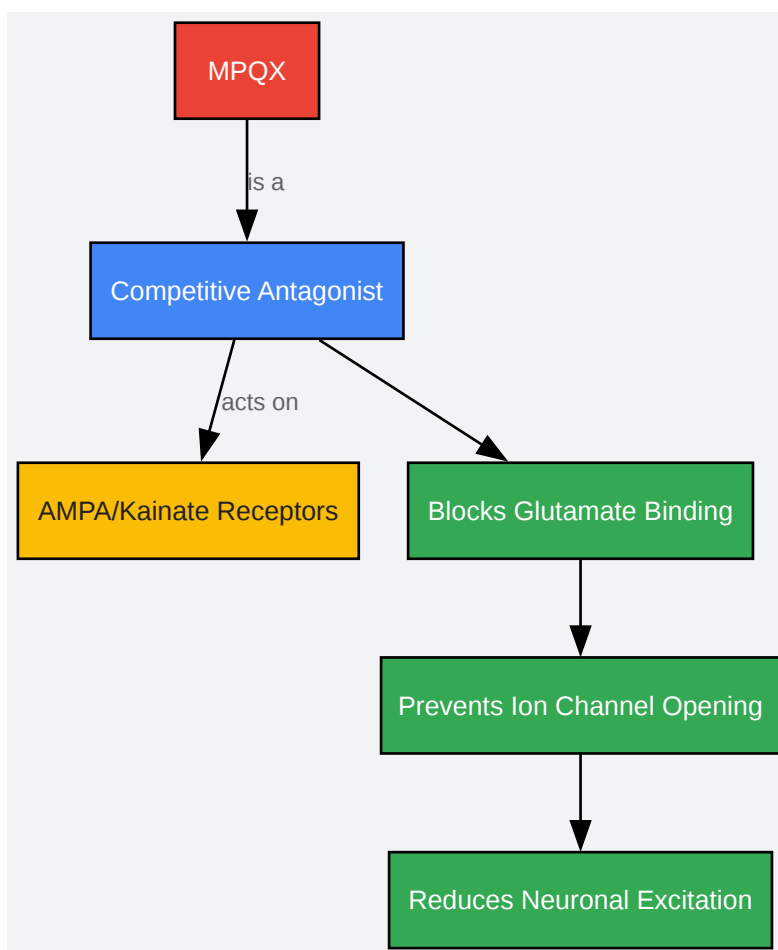 MPQX
is a
Competitive Antagonist
acts on
AMPA/Kainate Receptors
Blocks Glutamate Binding
Prevents Ion Channel Opening
Reduces Neuronal Excitation